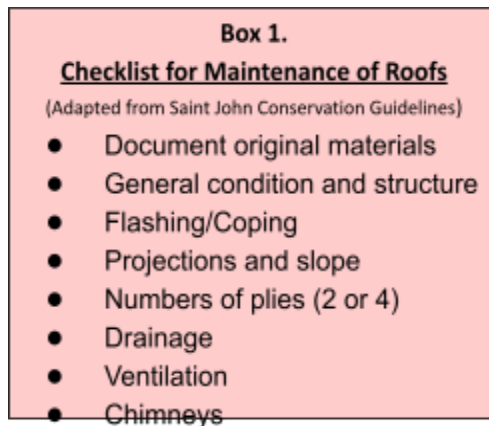 Box 1.
Checklist for Maintenance of Roofs
(Adapted from Saint John Conservation Guidelines)
● Document original materials
● General condition and structure
● Flashing/Coping
● Projections and slope
● Numbers of plies (2 or 4)
● Drainage
● Ventilation
● Chimneys